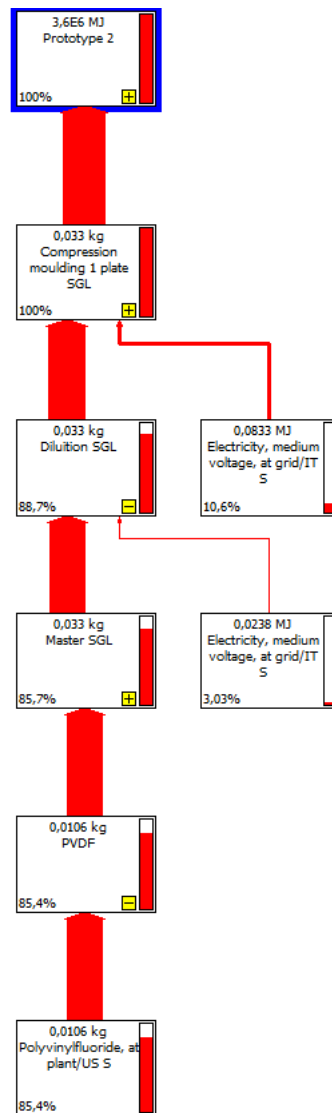 3,6E6 MJ
Prototype 2
100%
0,033 kg
Compression
moulding 1 plate
SGL
100%
0,033 kg
Diluition SGL
88,7%
0,0833 MJ
Electricity, medium
voltage, at grid/IT
S
10,6%
0,033 kg
Master SGL
85,7%
0,0238 MJ
Electricity, medium
voltage, at grid/IT
S
3,03%
0,0106 kg
PVDF
85,4%
0,0106 kg
Polyvinylfluoride, at
plant/US S
85,4%